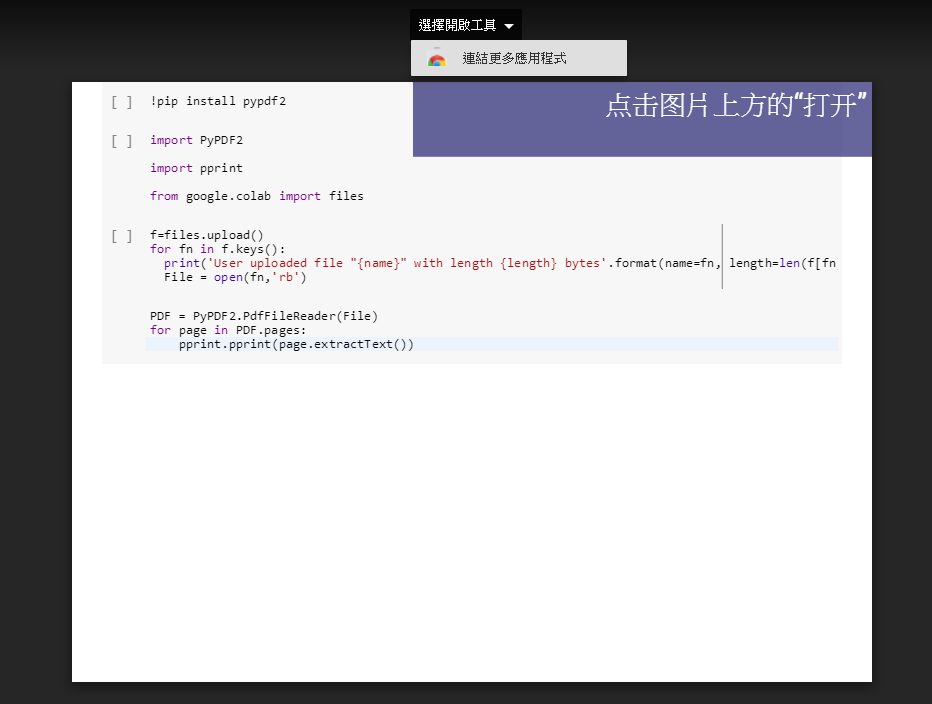 選擇開啟工具
連結更多應用程式
点击图片上方的“打开”
[ ] !pip install pypdf2
[ ] import PyPDF2
import pprint
from google.colab import files
[ ] f=files.upload()
for fn in f.keys():
  print('User uploaded file "{name}" with length {length} bytes'.format(name=fn, length=len(f[fn
  File = open(fn,'rb')
PDF = PyPDF2.PdfFileReader(File)
for page in PDF.pages:
    pprint.pprint(page.extractText())